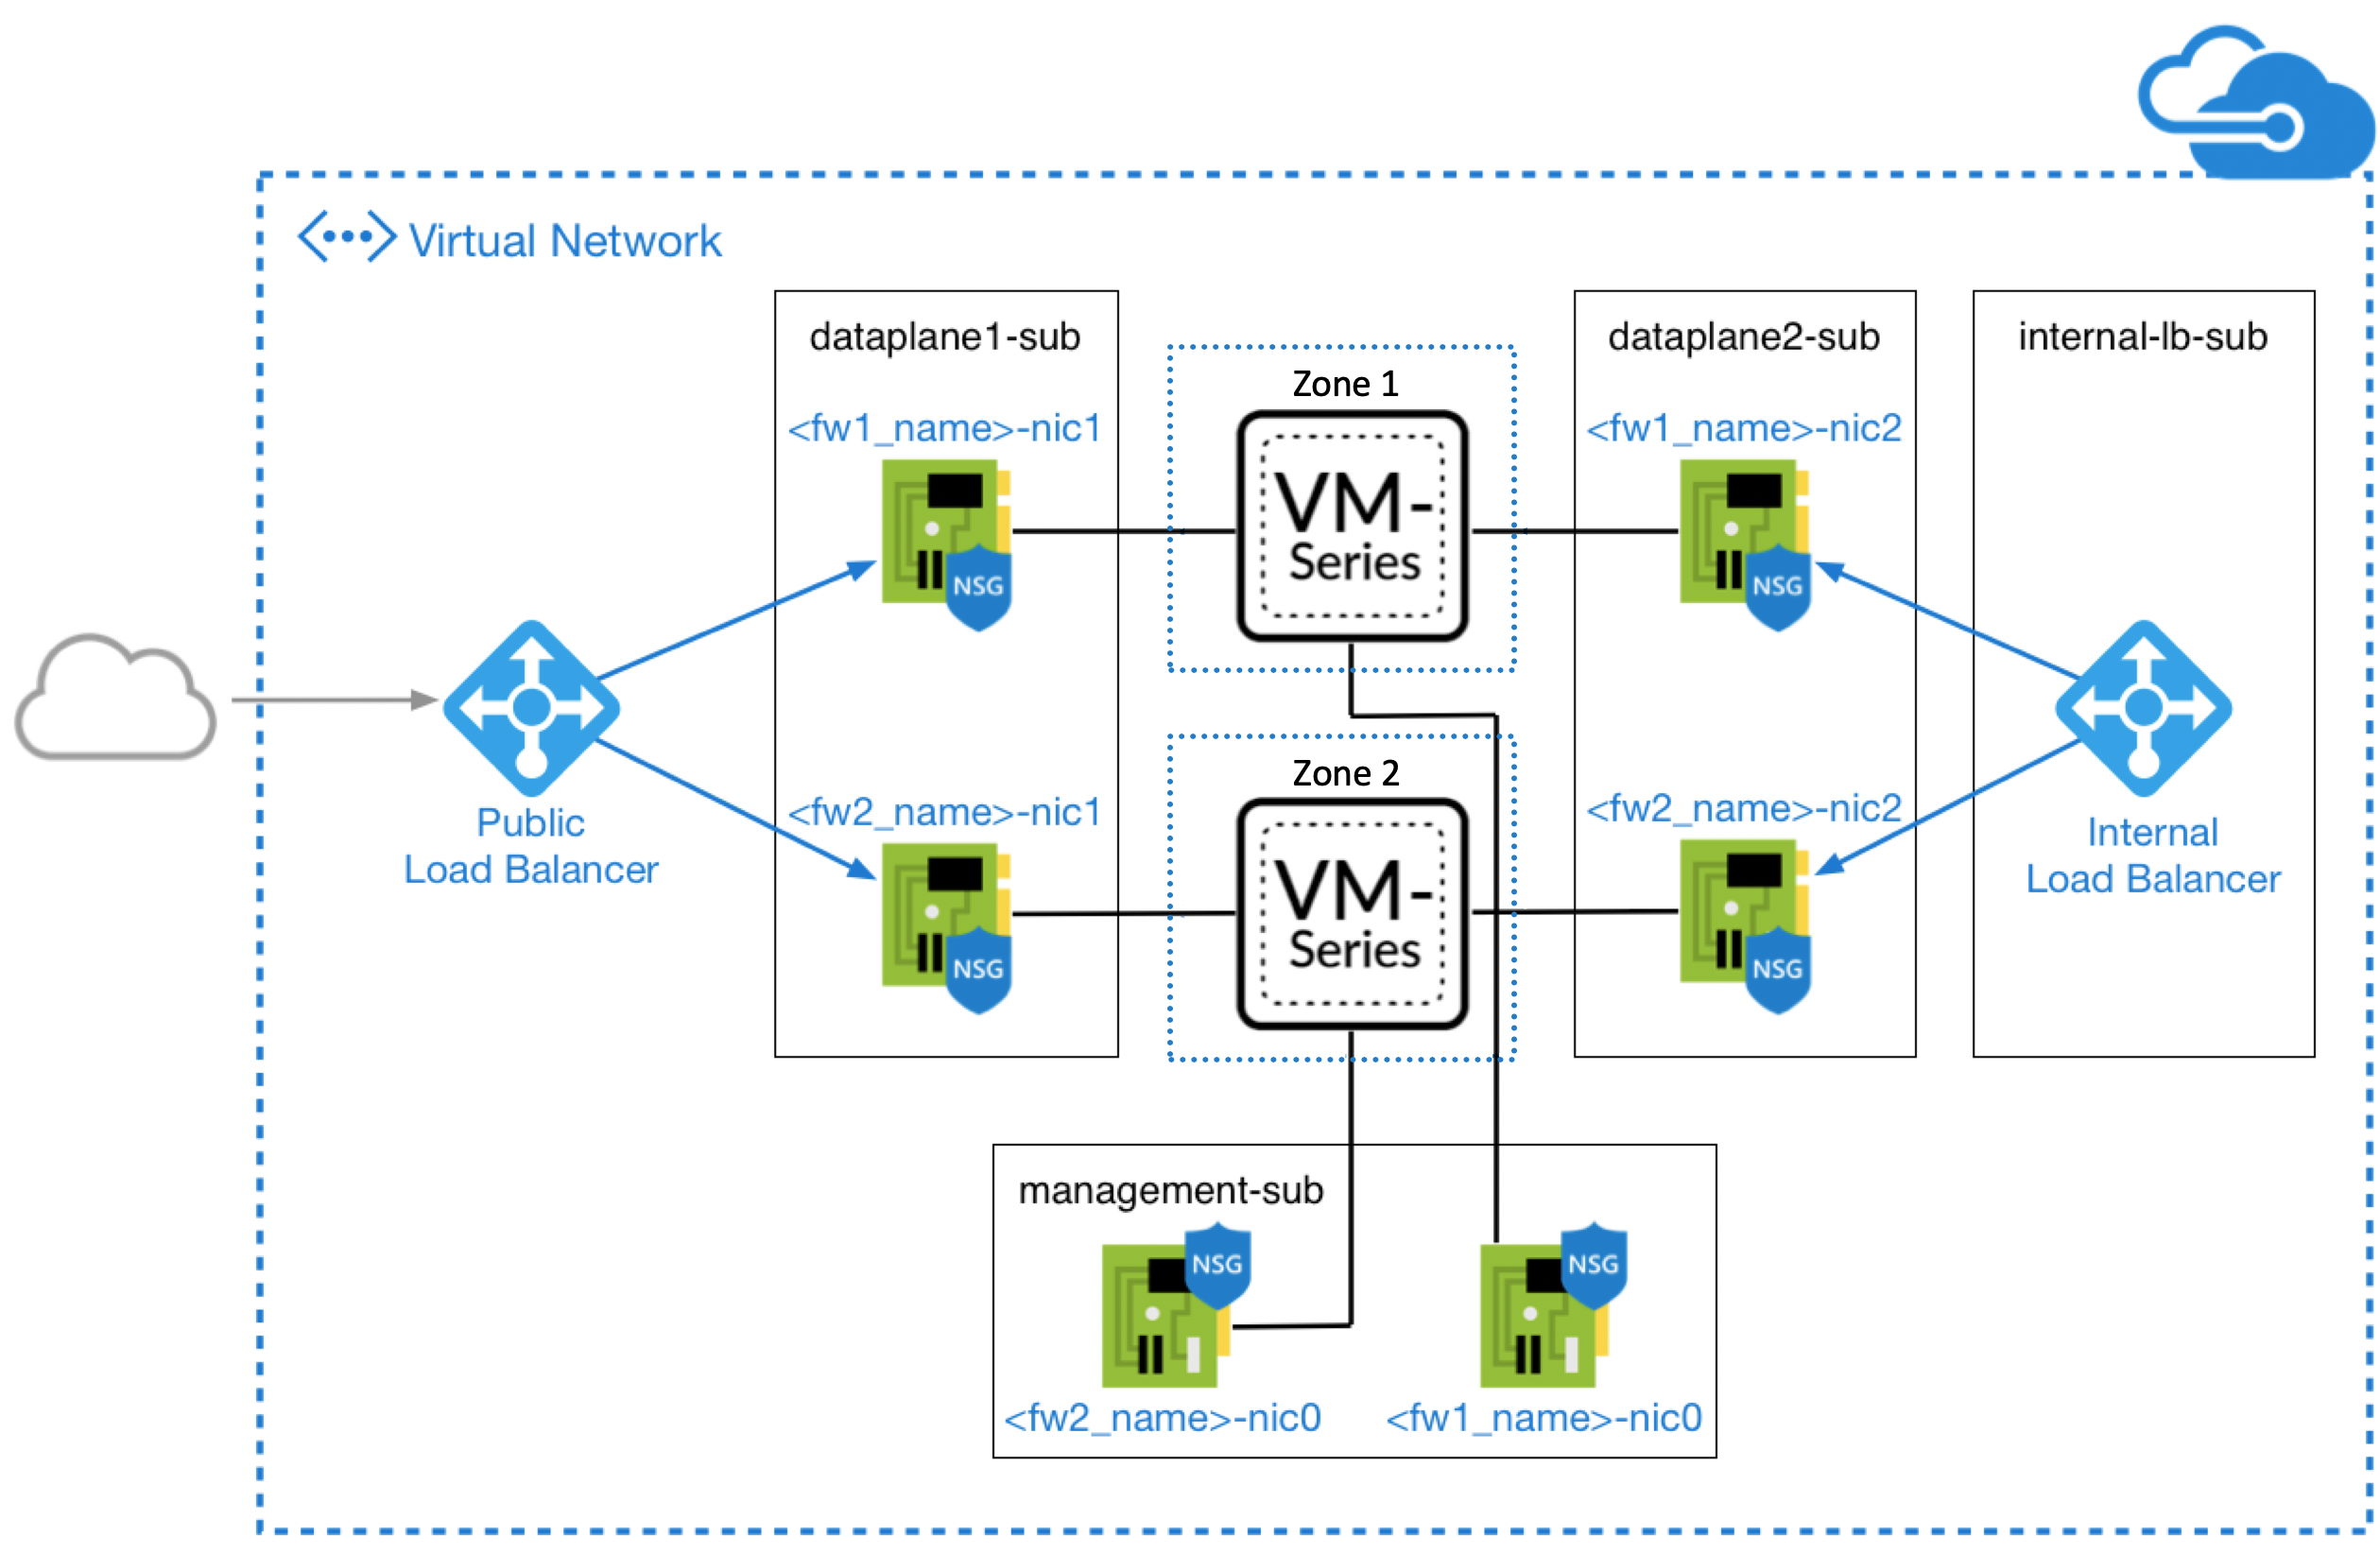 Virtual Network
dataplane1-sub
dataplane2-sub
internal-lb-sub
Zone 1
<fw1_name>-nic1
<fw1_name>-nic2
VM-
Series
NSG
NSG
Zone 2
<fw2_name>-nic1
<fw2_name>-nic2
Public
Load Balancer
Internal
Load Balancer
VM-
Series
NSG
NSG
management-sub
NSG
NSG
<fw2_name>-nic0
<fw1_name>-nic0